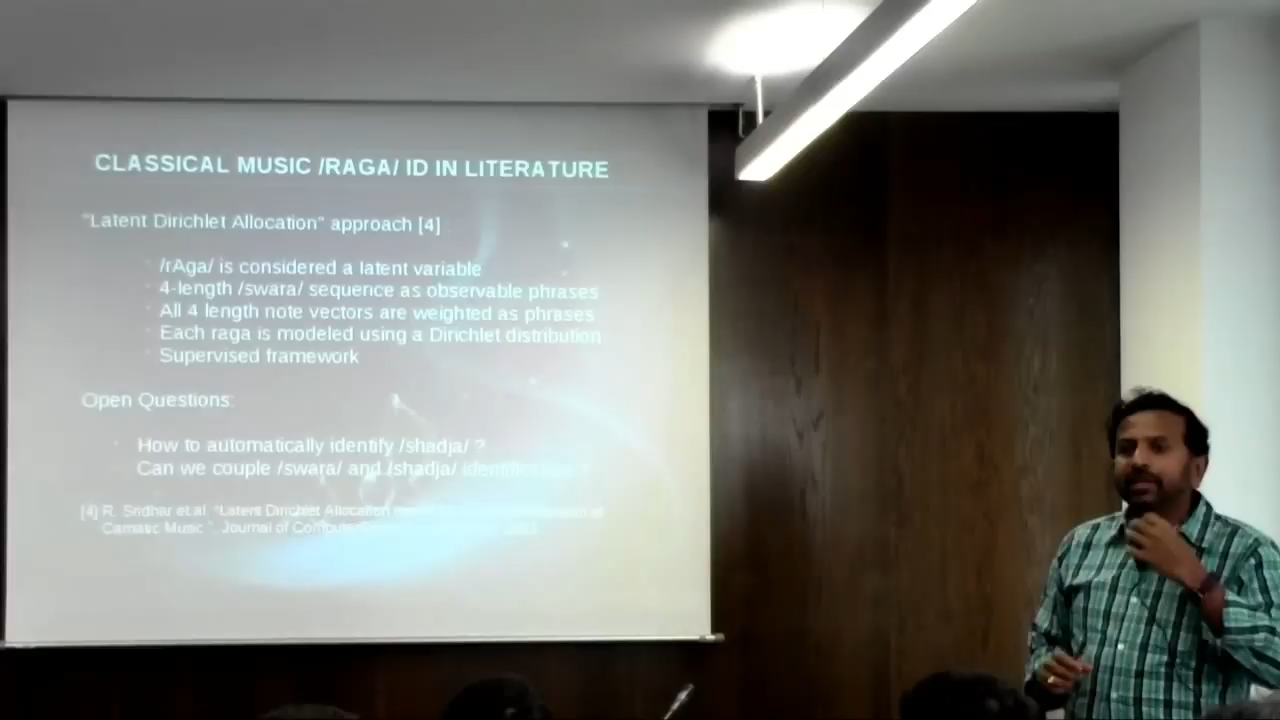 CLASSICAL MUSIC /RAGA/ ID IN LITERATURE
"Latent Dirichlet Allocation" approach [4]
/rAga/ is considered a latent variable
4-length /swara/ sequence as observable phrases
All 4 length note vectors are weighted as phrases
Each raga is modeled using a Dirichlet distribution
Supervised framework
Open Questions:
How to automatically identify /shadja/ ?
Can we couple /swara/ and /shadja/ identification ?
[4] R. Sridhar et.al. "Latent Dirichlet Allocation
Carnatic Music ". Journal of